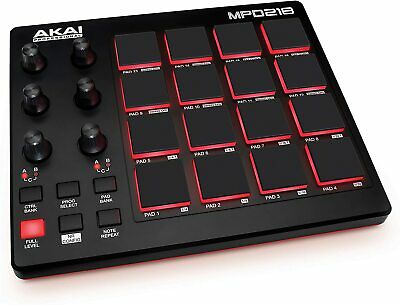 AKAI
PROFESSIONAL
MPD218
PAD 13
PAD 14
PAD 15
PAD 16
PAD 9
PAD 10
PAD 11
PAD 12
PAD 5
PAD 6
PAD 7
PAD 8
PAD 1
PAD 2
PAD 3
PAD 4
A B
C
A B
C
CTRL
BANK
PROG
SELECT
PAD
BANK
FULL
LEVEL
NR
CONFIG
NOTE
REPEAT